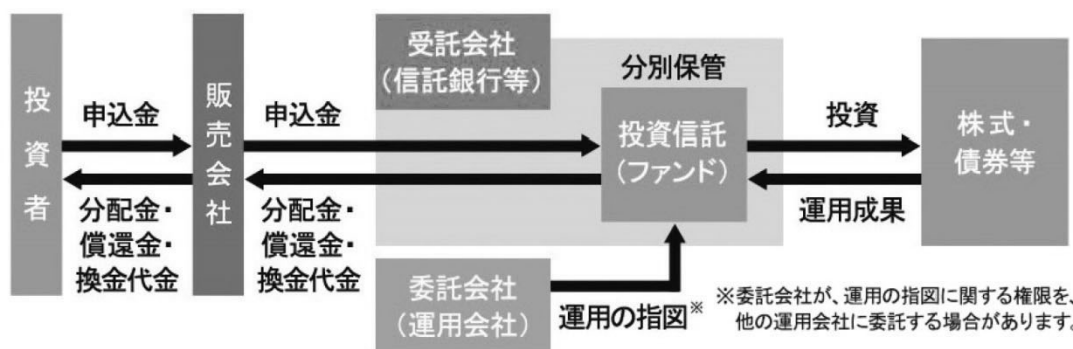 投資者
申込金
分配金・
償還金・
換金代金
販売会社
申込金
分配金・
償還金・
換金代金
受託会社
(信託銀行等)
分別保管
投資信託
(ファンド)
委託会社
(運用会社)
運用の指図※
投資
運用成果
株式・
債券等
※委託会社が、運用の指図に関する権限を、
他の運用会社に委託する場合があります。